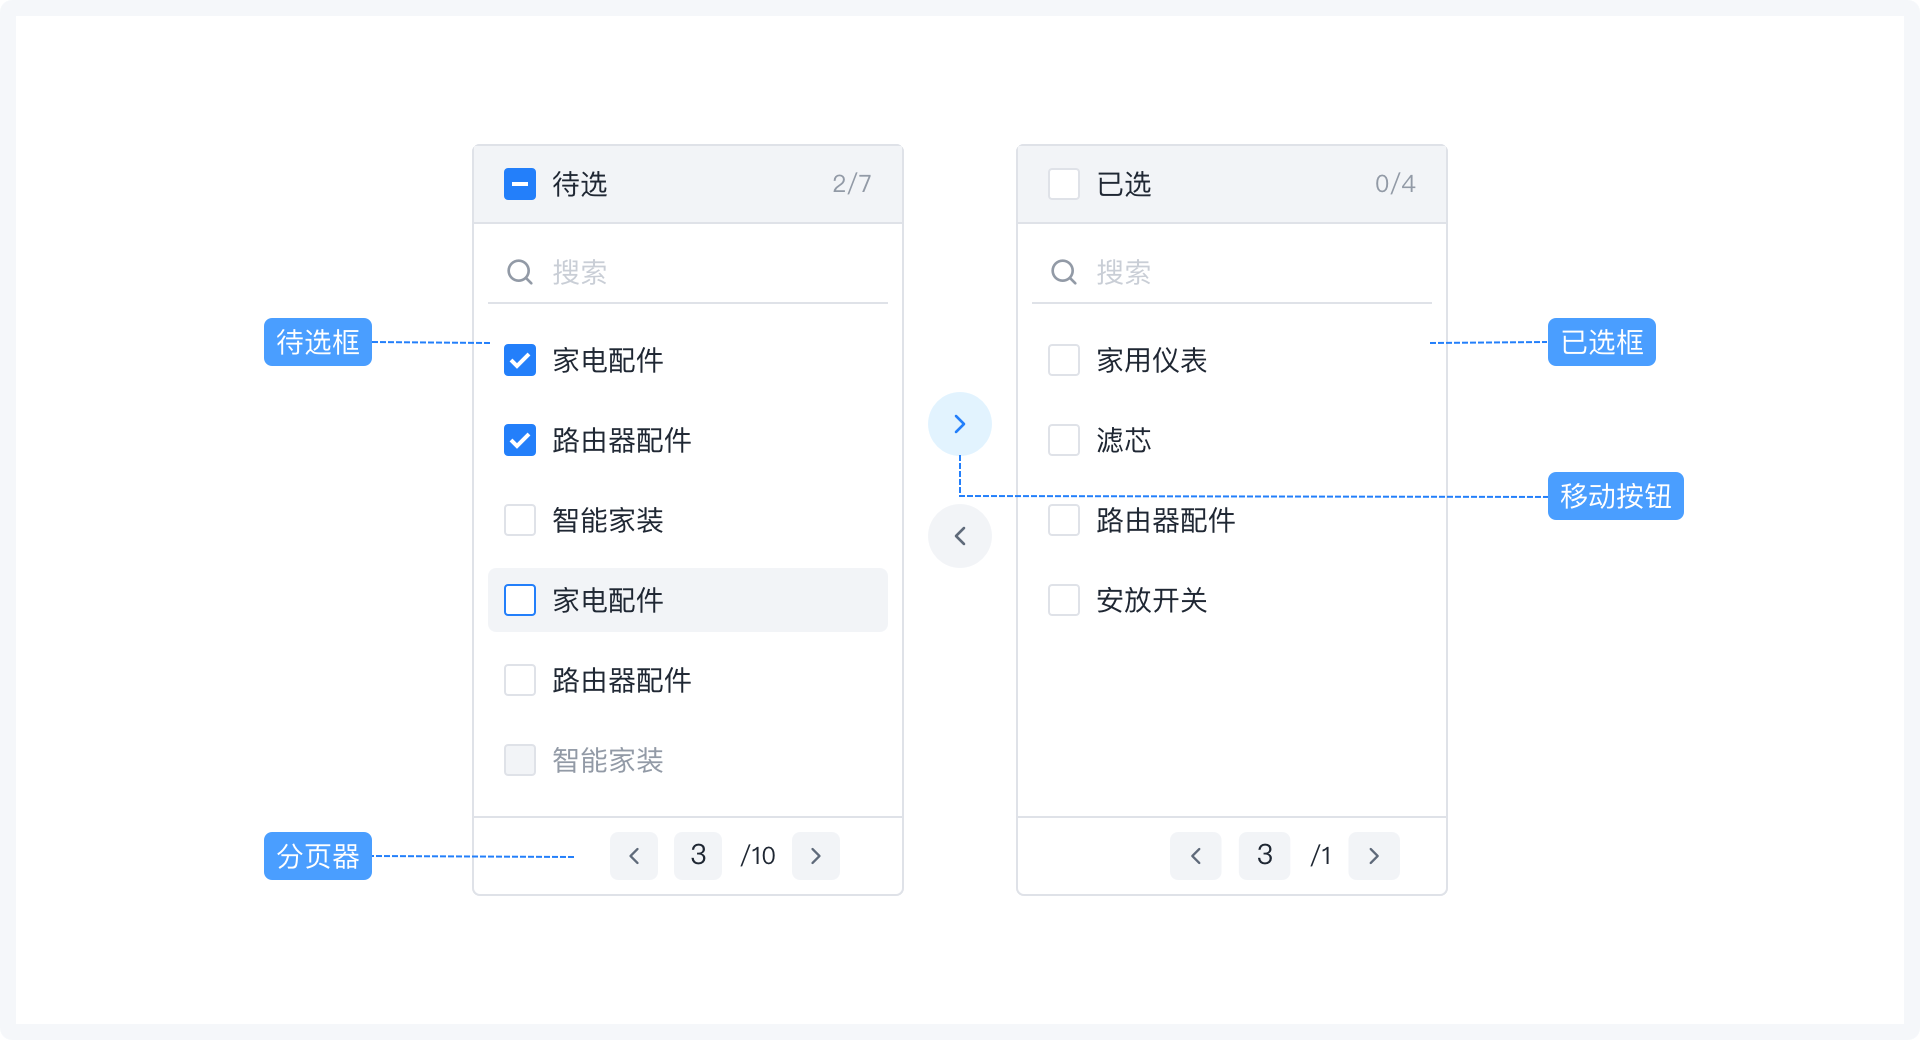 待选 2/7
搜索
待选框
家电配件
路由器配件
智能家装
家电配件
路由器配件
智能家装
分页器
3 /10
已选 0/4
搜索
已选框
家用仪表
滤芯
移动按钮
路由器配件
安放开关
3 /1